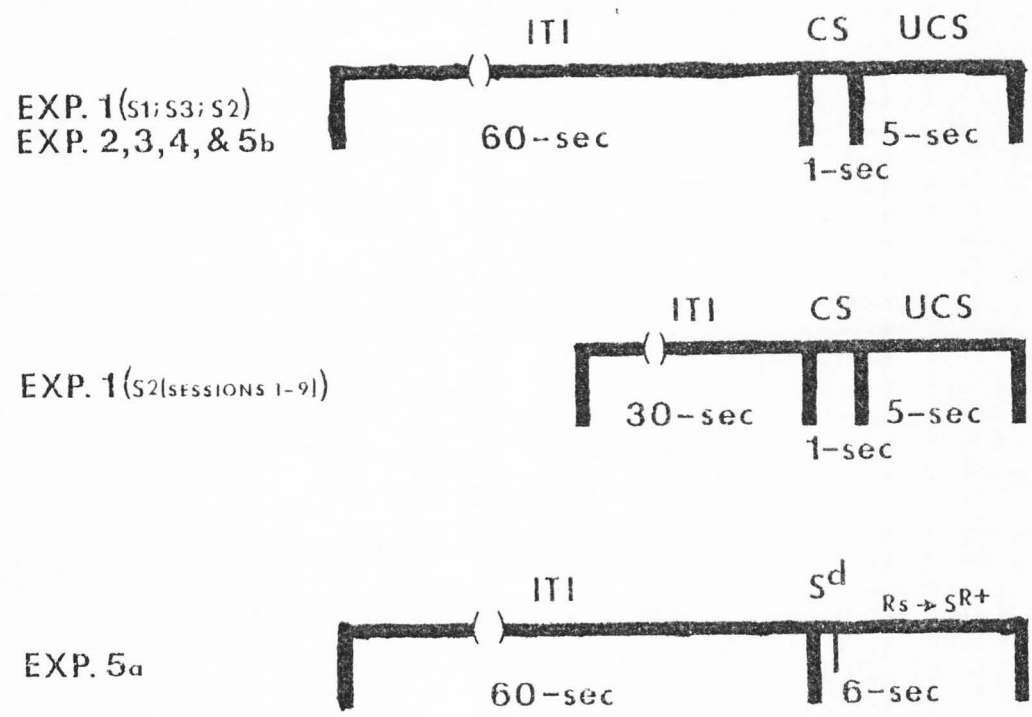 ITI CS UCS
EXP. 1(S1; S3; S2)
EXP. 2,3,4, & 5b
60-sec 5-sec
1-sec
ITI CS UCS
EXP. 1(S2(SESSIONS 1-9))
30-sec 5-sec
1-sec
ITI Sd Rs → SR+
EXP. 5a
60-sec 6-sec